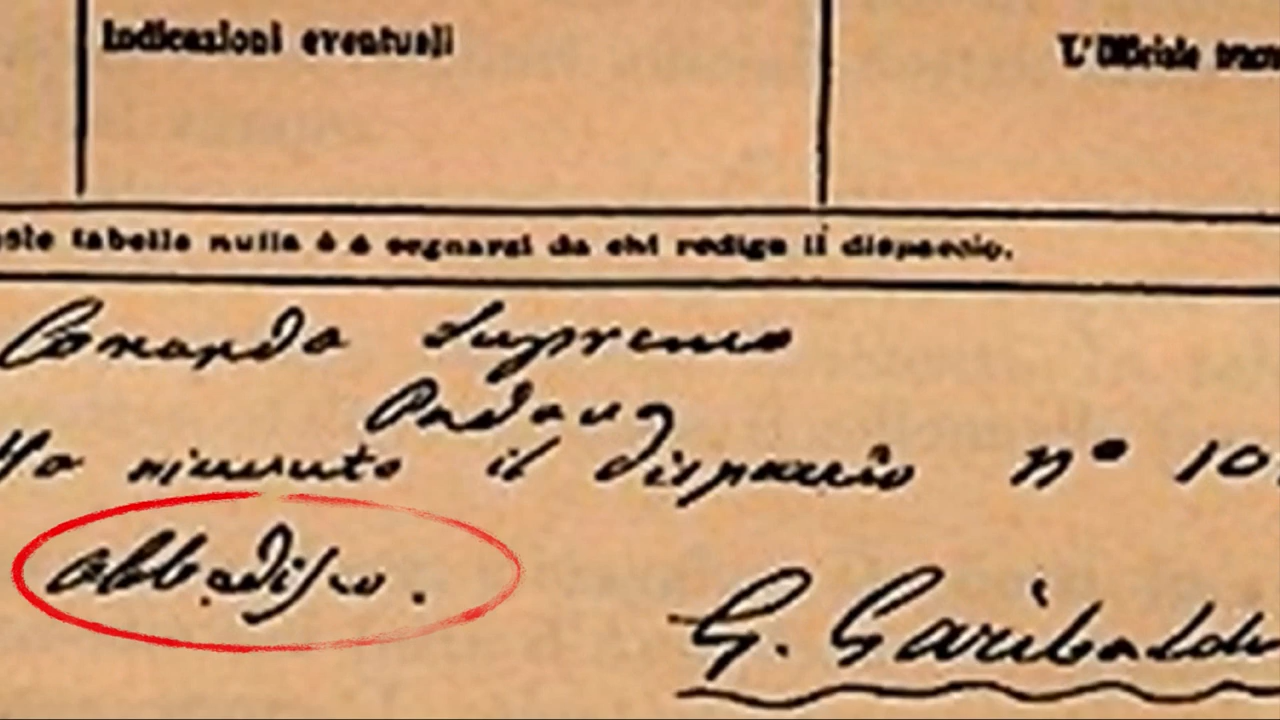 Indicazioni eventuali
L'Ufficiale
tabelle nulla è a segnarsi da chi redige il dispaccio.
Comando Supremo
Padova
Ho ricevuto il dispaccio n° 10
Obbedisco.
G. Garibaldi